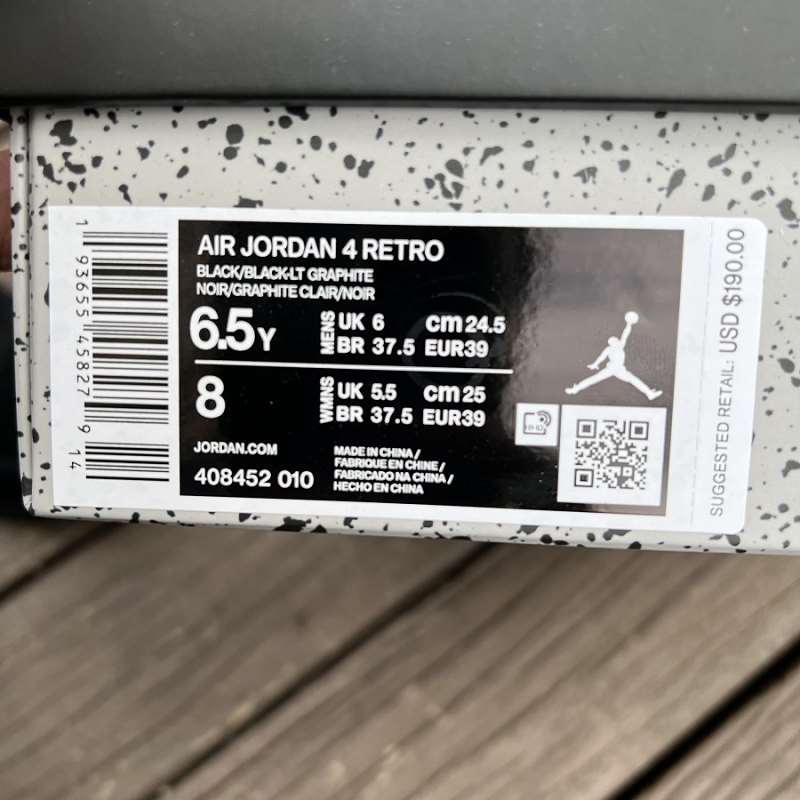 AIR JORDAN 4 RETRO
BLACK/BLACK-LT GRAPHITE
NOIR/GRAPHITE CLAIR/NOIR
6.5Y MENS UK 6 cm 24.5
BR 37.5 EUR39
8 WMNS UK 5.5 cm 25
BR 37.5 EUR39
JORDAN.COM
408452 010
MADE IN CHINA /
FABRIQUE EN CHINE /
FABRICADO NA CHINA /
HECHO EN CHINA
1 93655 45827 9 14
SUGGESTED RETAIL: USD $190.00